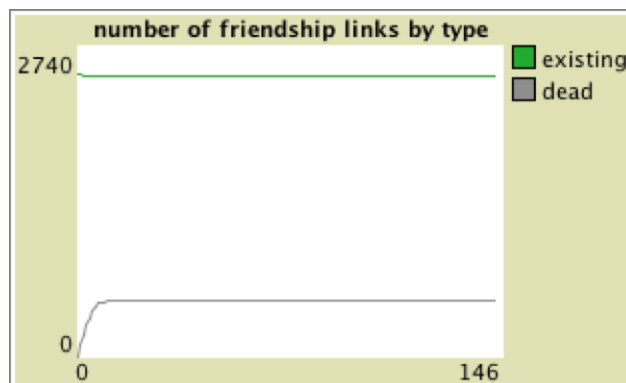 number of friendship links by type
2740
existing
dead
0
0
146